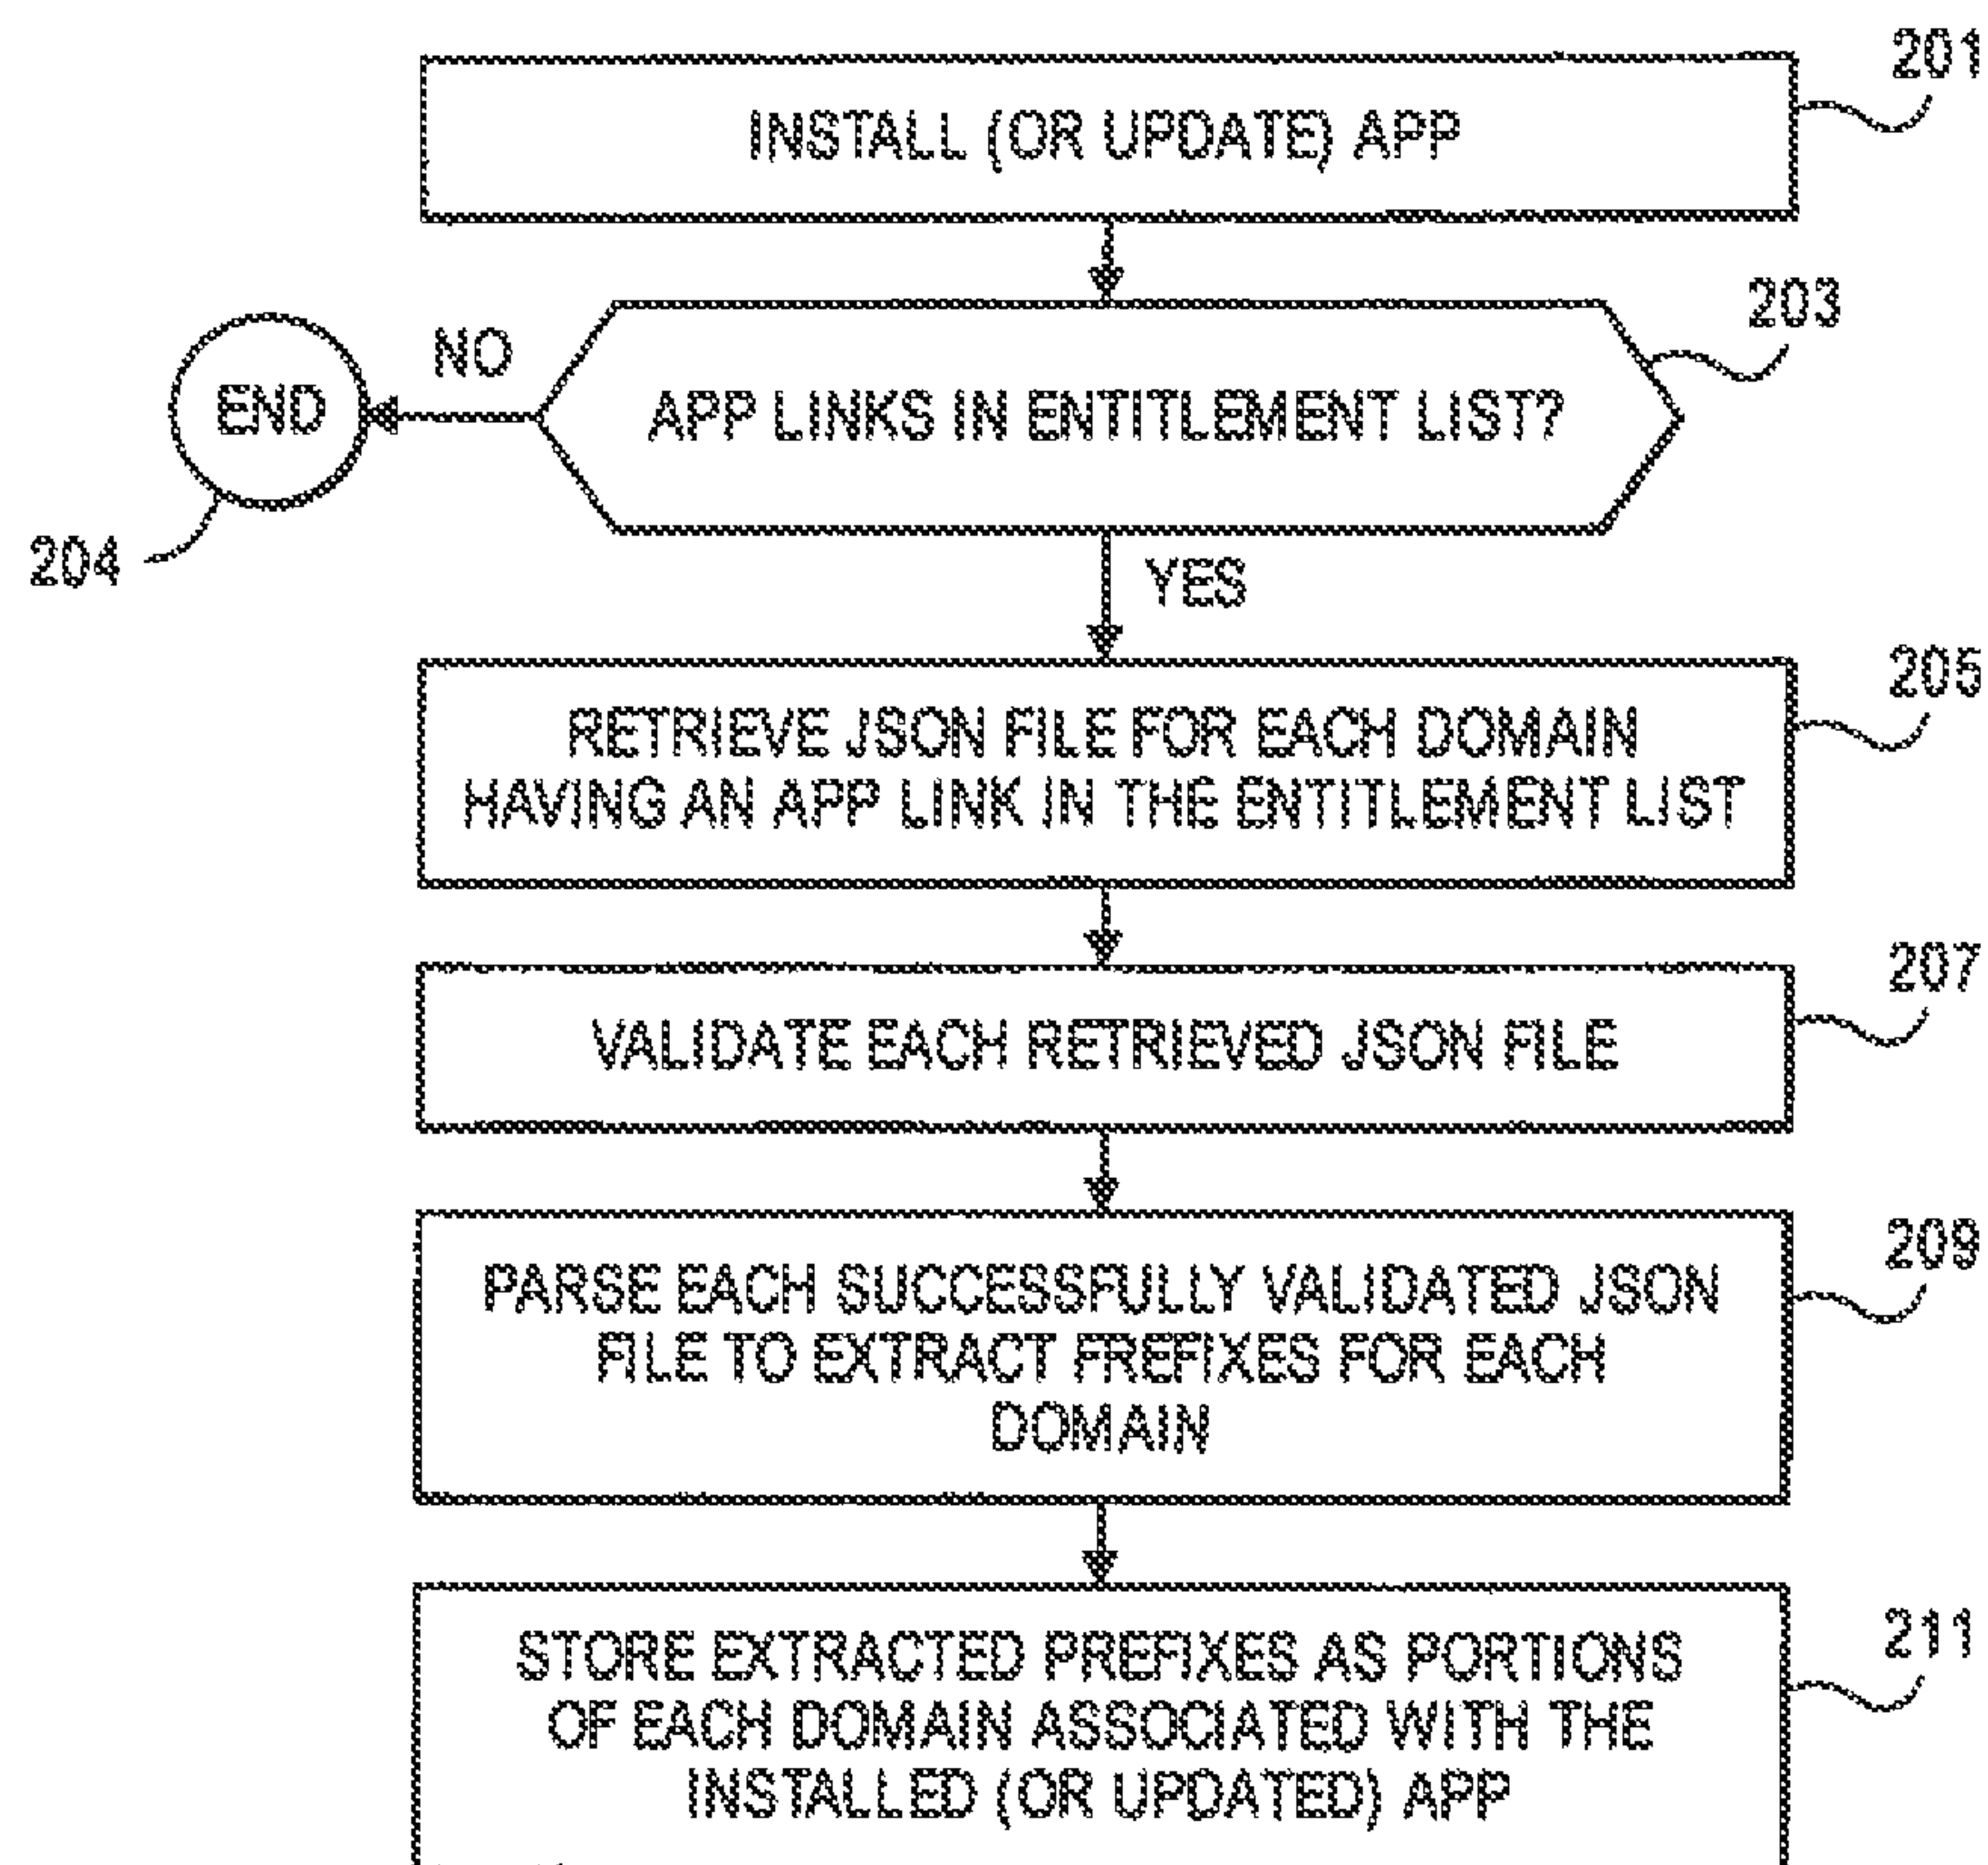 201
INSTALL (OR UPDATE) APP
203
NO
END
APP LINKS IN ENTITLEMENT LIST?
204
YES
205
RETRIEVE JSON FILE FOR EACH DOMAIN
HAVING AN APP LINK IN THE ENTITLEMENT LIST
207
VALIDATE EACH RETRIEVED JSON FILE
209
PARSE EACH SUCCESSFULLY VALIDATED JSON
FILE TO EXTRACT PREFIXES FOR EACH
DOMAIN
211
STORE EXTRACTED PREFIXES AS PORTIONS
OF EACH DOMAIN ASSOCIATED WITH THE
INSTALLED (OR UPDATED) APP